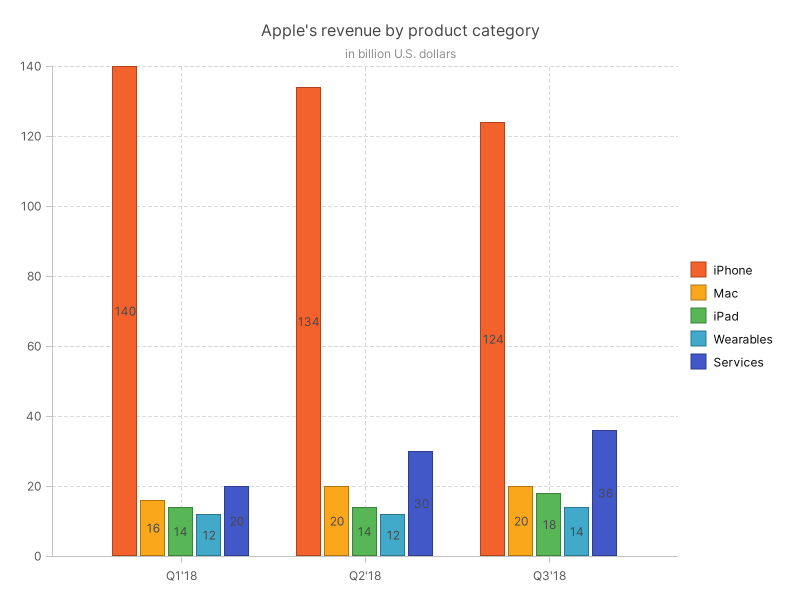 Apple's revenue by product category
in billion U.S. dollars
140
120
100
80
60
40
20
0
140
16
14
12
20
134
20
14
12
30
124
20
18
14
36
Q1'18
Q2'18
Q3'18
iPhone
Mac
iPad
Wearables
Services